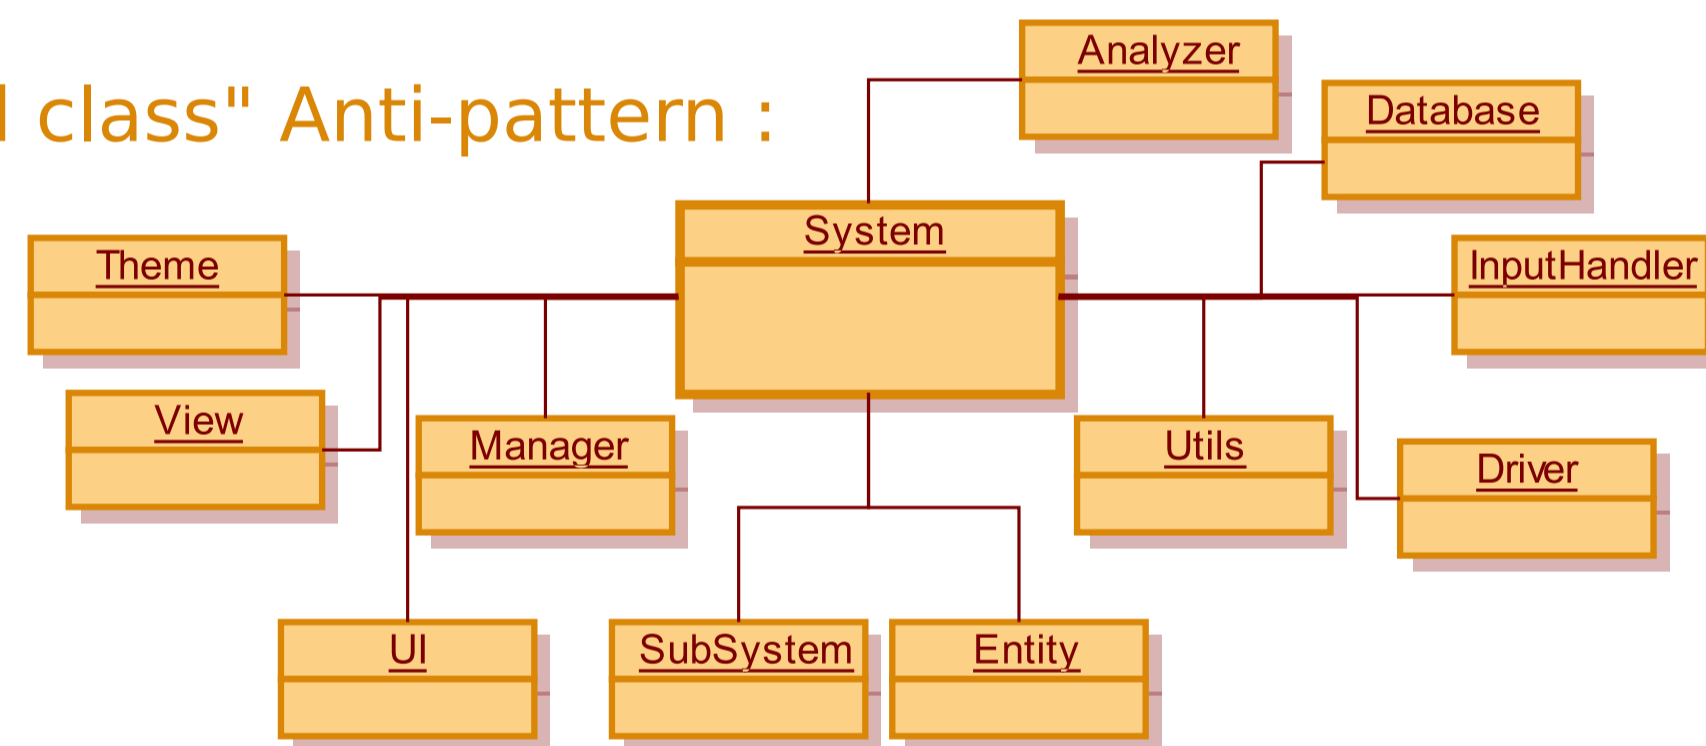 class" Anti-pattern :
Analyzer
Database
System
Theme
InputHandler
View
Manager
Utils
Driver
UI
SubSystem
Entity